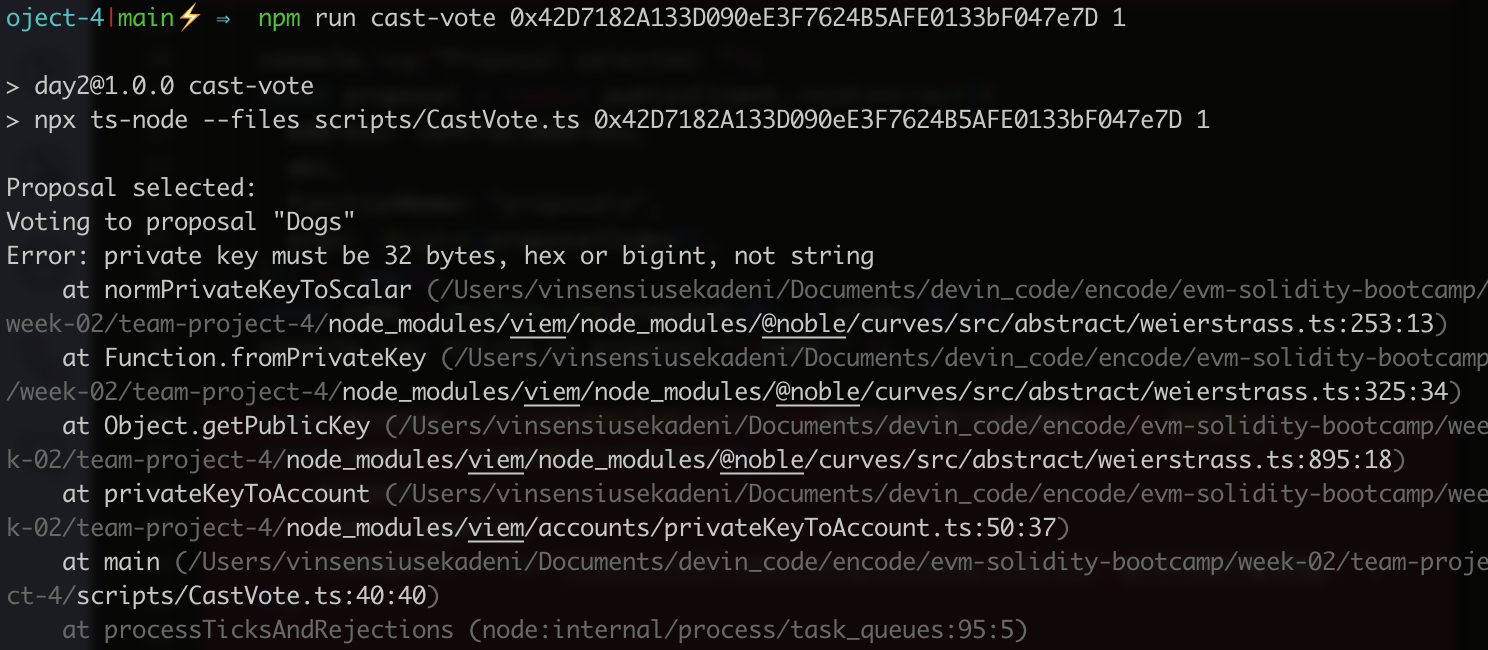 oject-4|main⚡ ⇒ npm run cast-vote 0x42D7182A133D090eE3F7624B5AFE0133bF047e7D 1
> day2@1.0.0 cast-vote
> npx ts-node --files scripts/CastVote.ts 0x42D7182A133D090eE3F7624B5AFE0133bF047e7D 1
Proposal selected:
Voting to proposal "Dogs"
Error: private key must be 32 bytes, hex or bigint, not string
at normPrivateKeyToScalar (/Users/vinsensiusekadeni/Documents/devin_code/encode/evm-solidity-bootcamp/
week-02/team-project-4/node_modules/viem/node_modules/@noble/curves/src/abstract/weierstrass.ts:253:13)
at Function.fromPrivateKey (/Users/vinsensiusekadeni/Documents/devin_code/encode/evm-solidity-bootcamp
/week-02/team-project-4/node_modules/viem/node_modules/@noble/curves/src/abstract/weierstrass.ts:325:34)
at Object.getPublicKey (/Users/vinsensiusekadeni/Documents/devin_code/encode/evm-solidity-bootcamp/wee
k-02/team-project-4/node_modules/viem/node_modules/@noble/curves/src/abstract/weierstrass.ts:895:18)
at privateKeyToAccount (/Users/vinsensiusekadeni/Documents/devin_code/encode/evm-solidity-bootcamp/wee
k-02/team-project-4/node_modules/viem/accounts/privateKeyToAccount.ts:50:37)
at main (/Users/vinsensiusekadeni/Documents/devin_code/encode/evm-solidity-bootcamp/week-02/team-proje
ct-4/scripts/CastVote.ts:40:40)
at processTicksAndRejections (node:internal/process/task_queues:95:5)